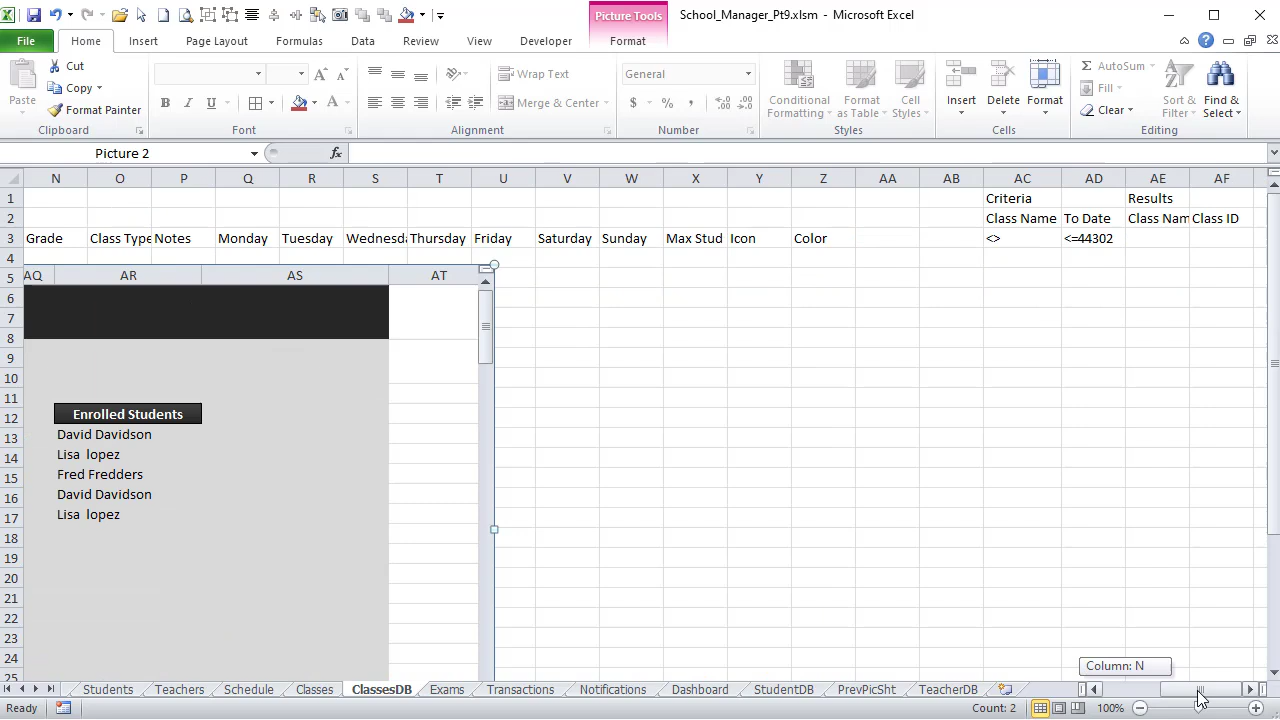 Picture Tools
School_Manager_Pt9.xlsm - Microsoft Excel
File Home Insert Page Layout Formulas Data Review View Developer Format
Cut
Copy
Format Painter
Paste
Clipboard
B I U
Font
Wrap Text
Merge & Center
Alignment
General
$ % ,
Number
Conditional Formatting
Format as Table
Cell Styles
Styles
Insert
Delete
Format
Cells
AutoSum
Fill
Clear
Sort & Filter
Find & Select
Editing
Picture 2
fx
N O P Q R S T U V W X Y Z AA AB AC AD AE AF
1 Criteria Results
2 Class Name To Date Class Nam Class ID
3 Grade Class Type Notes Monday Tuesday Wednesda Thursday Friday Saturday Sunday Max Stud Icon Color <> <=44302
4
5
6
7
8
9
10
11
12
13
14
15
16
17
18
19
20
21
22
23
24
25
AQ AR AS AT
Enrolled Students
David Davidson
Lisa lopez
Fred Fredders
David Davidson
Lisa lopez
Column: N
Students Teachers Schedule Classes ClassesDB Exams Transactions Notifications Dashboard StudentDB PrevPicSht TeacherDB
Ready
Count: 2
100%